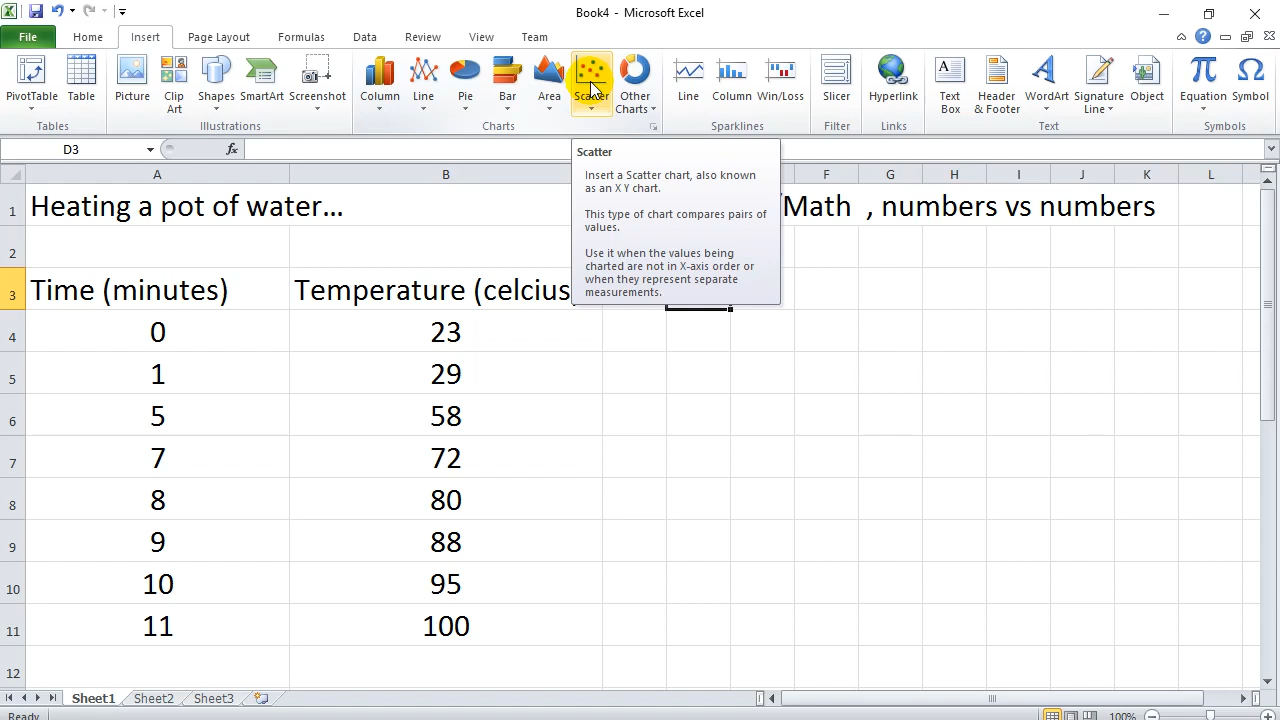 Book4 - Microsoft Excel
File Home Insert Page Layout Formulas Data Review View Team
PivotTable Table Picture Clip Art Shapes SmartArt Screenshot Column Line Pie Bar Area Scatter Other Charts Line Column Win/Loss Slicer Hyperlink Text Box Header & Footer WordArt Signature Line Object Equation Symbol
Tables Illustrations Charts Sparklines Filter Links Text Symbols
D3 fx
Scatter
Insert a Scatter chart, also known
as an X Y chart.
This type of chart compares pairs of
values.
Use it when the values being
charted are not in X-axis order or
when they represent separate
measurements.
A B F G H I J K L
1 Heating a pot of water... /Math , numbers vs numbers
2
3 Time (minutes) Temperature (celcius)
4 0 23
5 1 29
6 5 58
7 7 72
8 8 80
9 9 88
10 10 95
11 11 100
12
Sheet1 Sheet2 Sheet3
Ready 100%